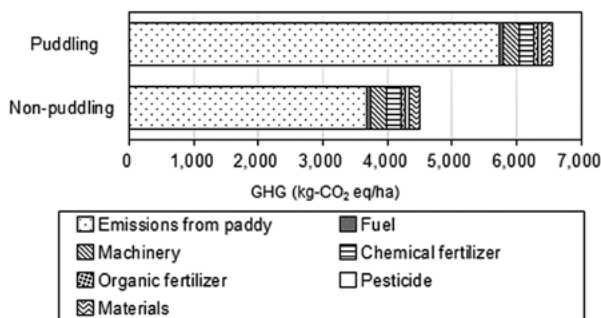 Puddling
Non-puddling
0 1,000 2,000 3,000 4,000 5,000 6,000 7,000
GHG (kg-CO₂ eq/ha)
Emissions from paddy Fuel
Machinery Chemical fertilizer
Organic fertilizer Pesticide
Materials